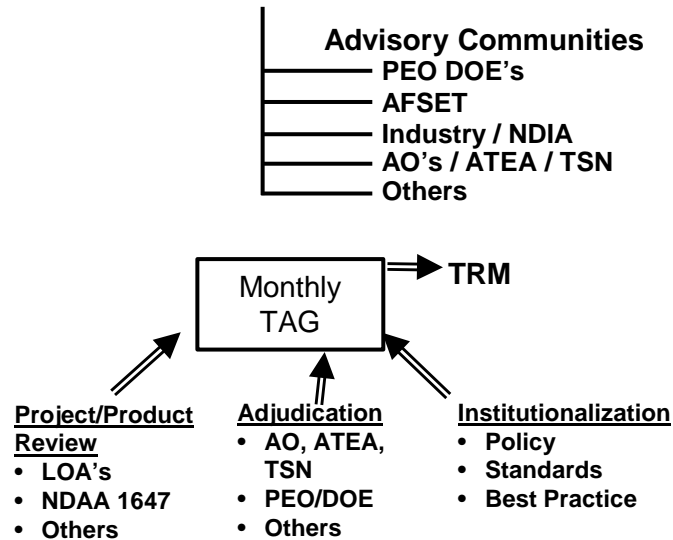 Advisory Communities
PEO DOE's
AFSET
Industry / NDIA
AO's / ATEA / TSN
Others
Monthly
TAG
TRM
Project/Product
Review
• LOA's
• NDAA 1647
• Others
Adjudication
• AO, ATEA,
TSN
• PEO/DOE
• Others
Institutionalization
• Policy
• Standards
• Best Practice